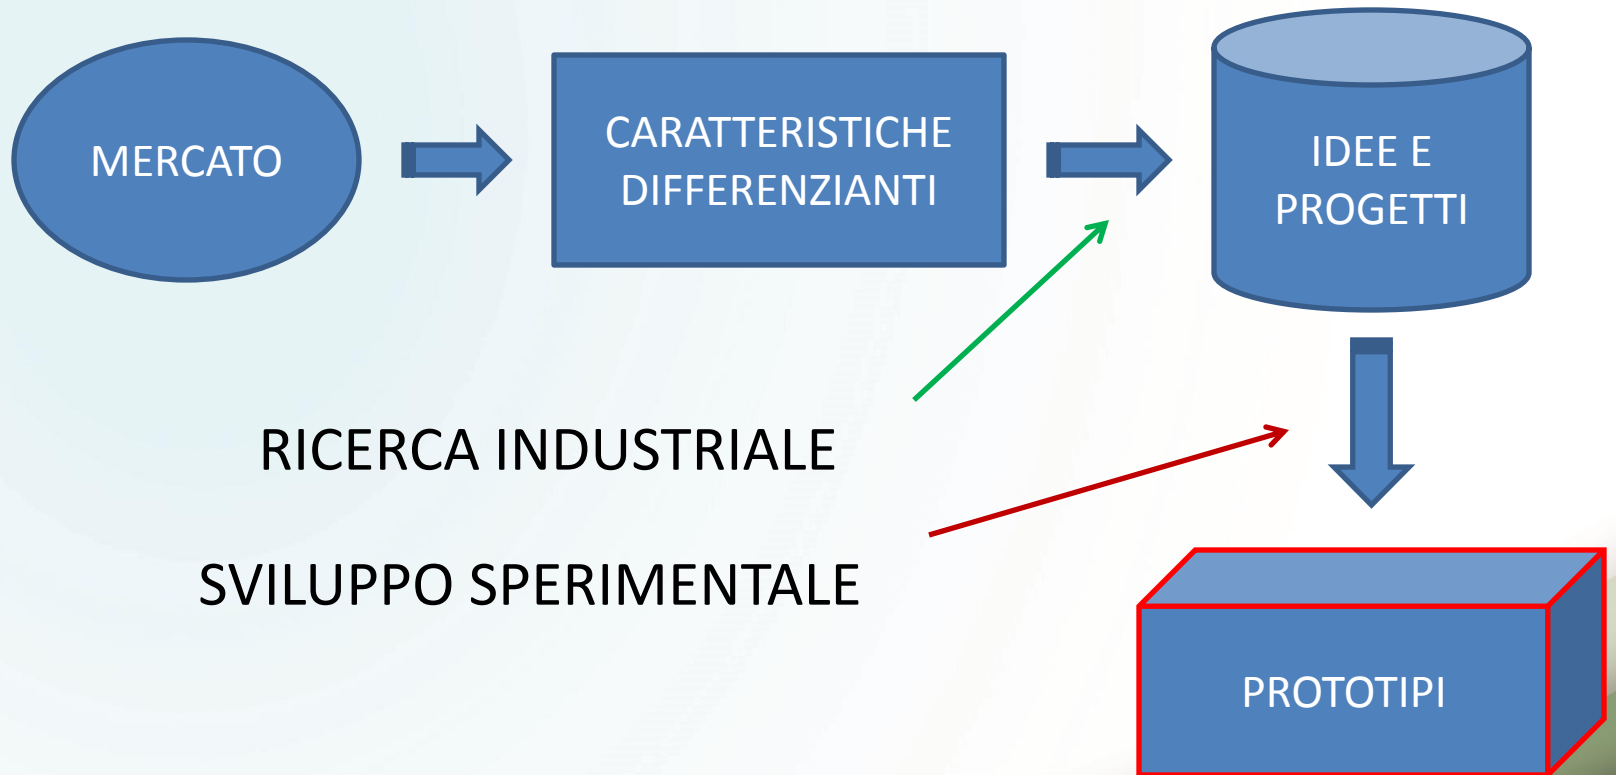 MERCATO
CARATTERISTICHE
DIFFERENZIANTI
IDEE E
PROGETTI
RICERCA INDUSTRIALE
SVILUPPO SPERIMENTALE
PROTOTIPI